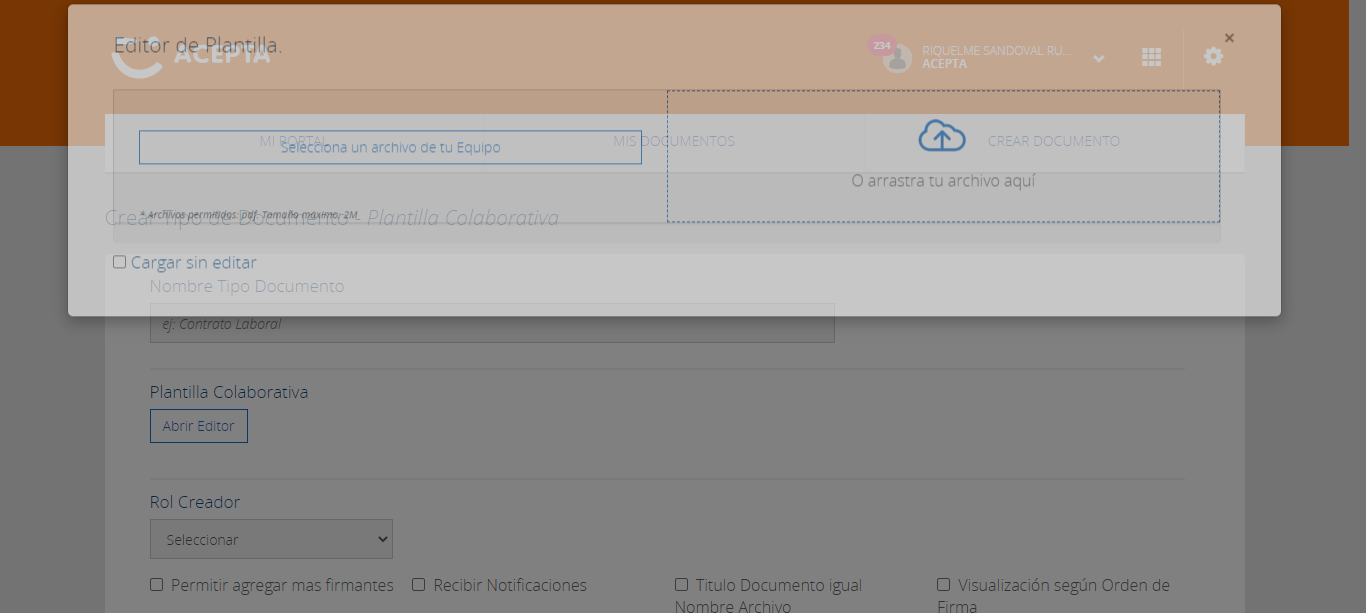 Editor de Plantilla.
×
ACEPTA
234
RIQUELME SANDOVAL RU...
ACEPTA
MI PORTAL
MIS DOCUMENTOS
CREAR DOCUMENTO
Selecciona un archivo de tu Equipo
O arrastra tu archivo aquí
* Archivos permitidos: pdf. Tamaño máximo: 2M
Crear Tipo de Documento - Plantilla Colaborativa
Cargar sin editar
Nombre Tipo Documento
ej: Contrato Laboral
Plantilla Colaborativa
Abrir Editor
Rol Creador
Seleccionar
Permitir agregar mas firmantes
Recibir Notificaciones
Titulo Documento igual
Nombre Archivo
Visualización según Orden de
Firma